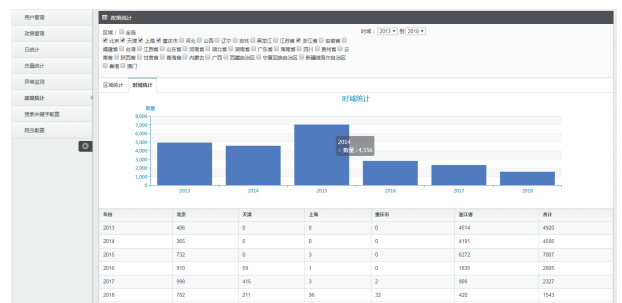 用户管理
政策管理
日统计
总量统计
异常监测
政策统计
搜索关键字配置
爬虫配置
政策统计
区域： 全选
北京 天津 上海 重庆市 河北 山西 辽宁 吉林 黑龙江 江苏省 浙江省 安徽省
福建省 台湾 江西省 山东省 河南省 湖北省 湖南省 广东省 海南省 四川 贵州省 云
南省 陕西省 甘肃省 青海省 内蒙古 广西 西藏自治区 宁夏回族自治区 新疆维吾尔自治区
香港 澳门
时域： 2013 到 2018
区域统计 时域统计
时域统计
数量
8,000
7,000
6,000
5,000
4,000
3,000
2,000
1,000
0
2014
数量 : 4,556
2013 2014 2015 2016 2017 2018
年份 北京 天津 上海 重庆市 浙江省 合计
2013 406 0 0 0 4514 4920
2014 365 0 0 0 4191 4556
2015 732 0 3 0 6272 7007
2016 910 59 1 0 1835 2805
2017 998 415 3 2 909 2327
2018 782 211 98 32 420 1543